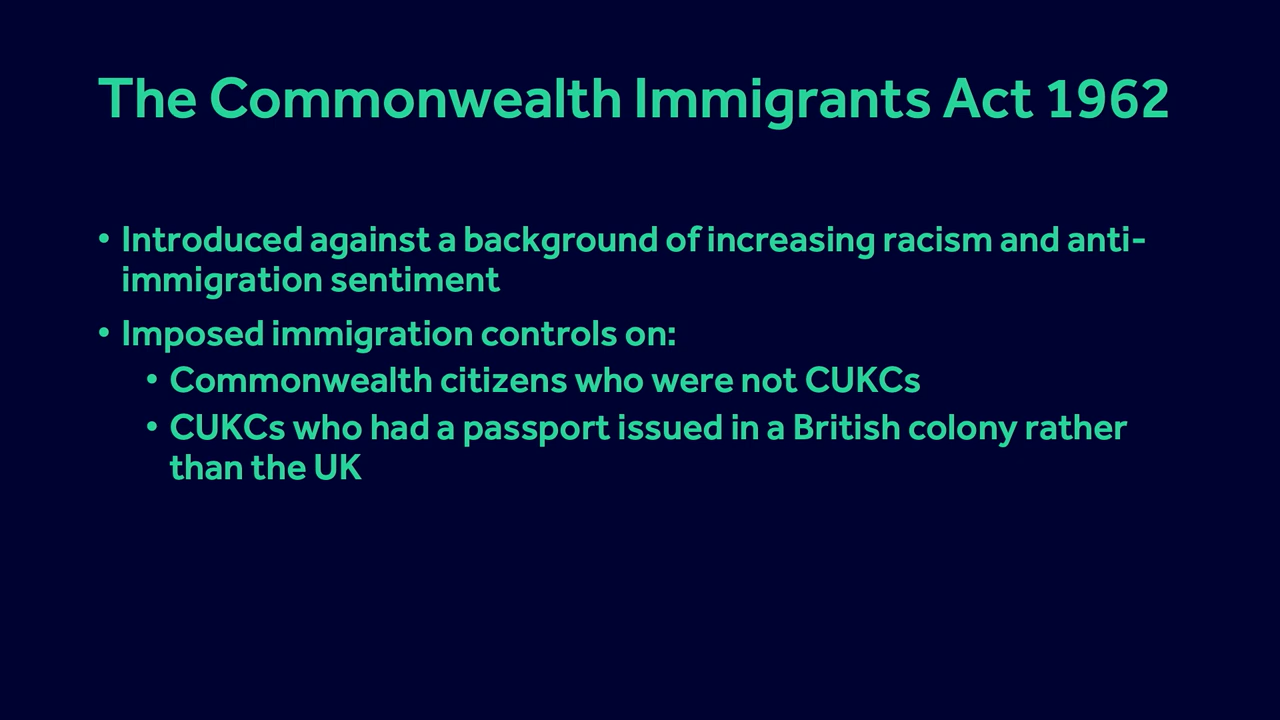 The Commonwealth Immigrants Act 1962
• Introduced against a background of increasing racism and anti-
immigration sentiment
• Imposed immigration controls on:
• Commonwealth citizens who were not CUKCs
• CUKCs who had a passport issued in a British colony rather
than the UK